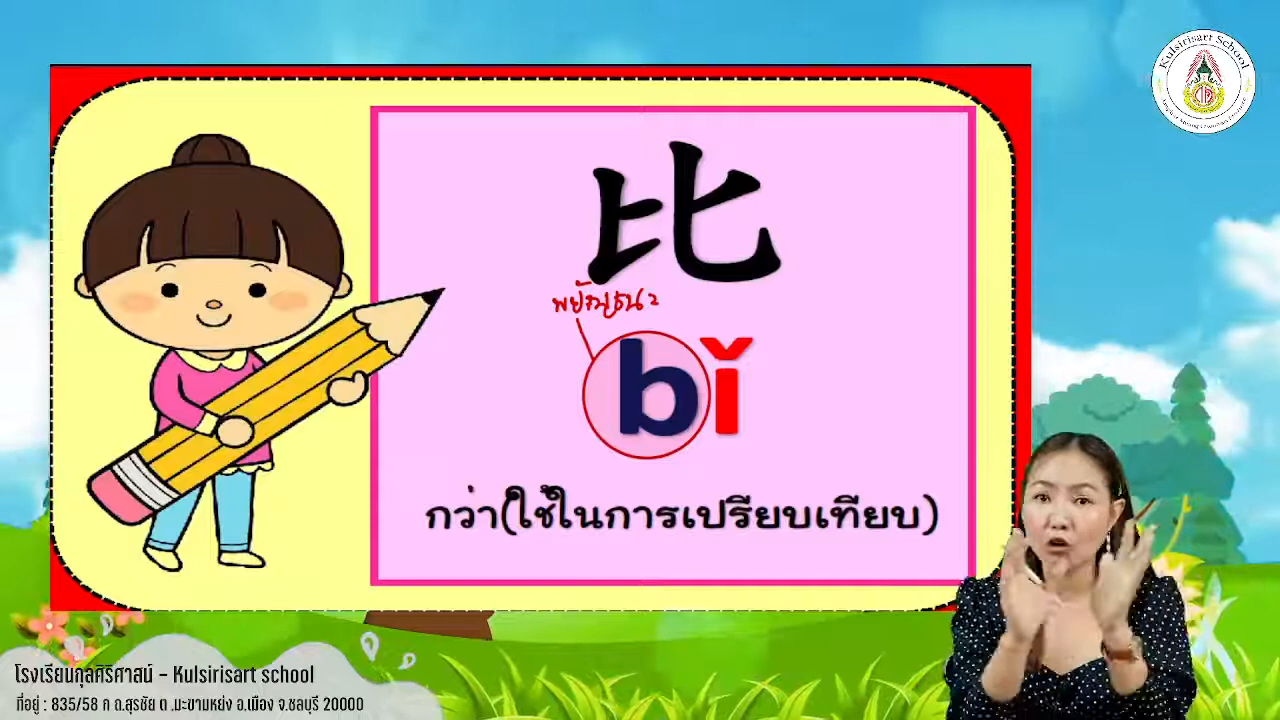 Kulsirisart School
比
พยัญชนะ
bǐ
กว่า(ใช้ในการเปรียบเทียบ)
โรงเรียนกุลศิริศาสน์ - Kulsirisart school
ที่อยู่ : 835/58 ก ถ.สุรชัย ต .มะขามหย่ง อ.เมือง จ.ชลบุรี 20000